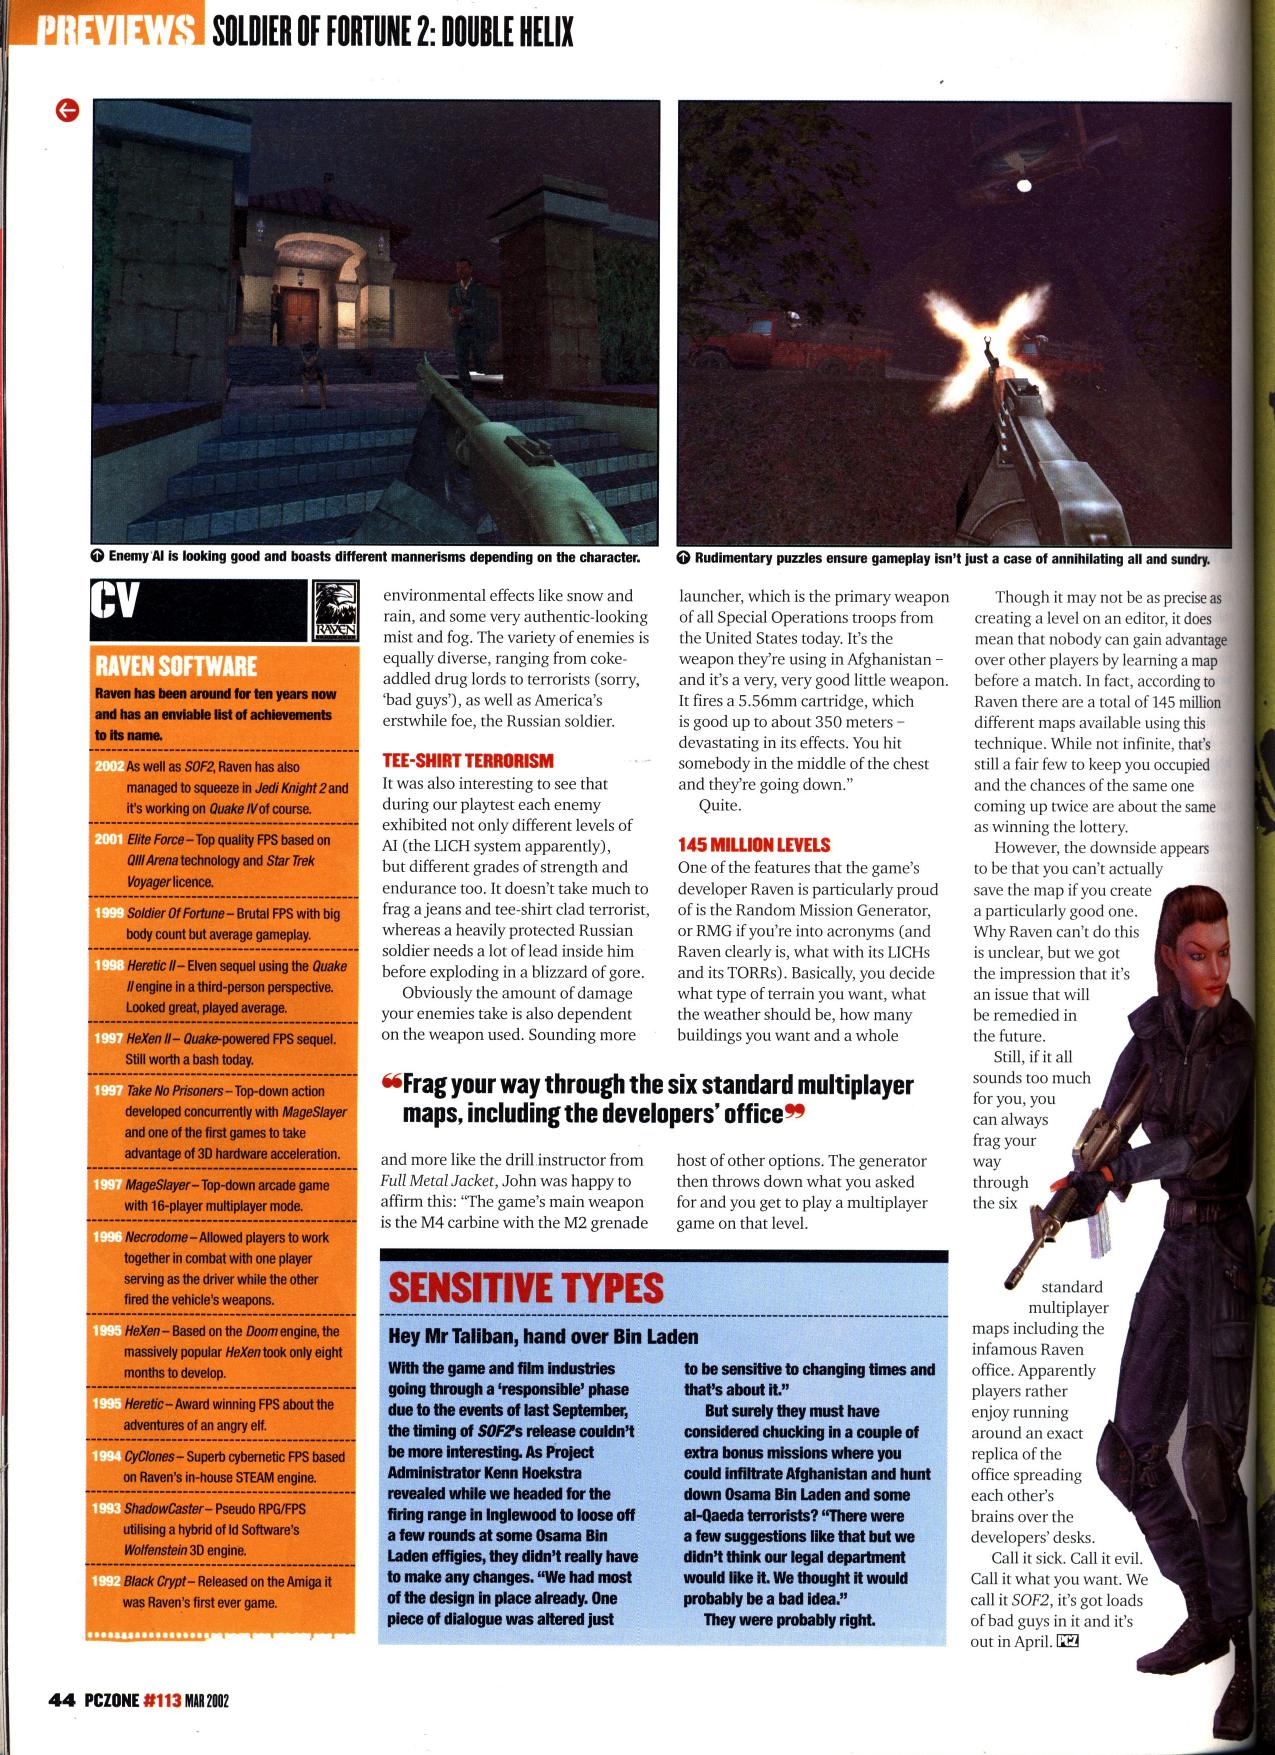 PREVIEWS SOLDIER OF FORTUNE 2: DOUBLE HELIX
Enemy AI is looking good and boasts different mannerisms depending on the character.
Rudimentary puzzles ensure gameplay isn't just a case of annihilating all and sundry.
CV
RAVEN
RAVEN SOFTWARE
Raven has been around for ten years now
and has an enviable list of achievements
to its name.
2002 As well as SOF2, Raven has also
managed to squeeze in Jedi Knight 2 and
it's working on Quake IV of course.
2001 Elite Force – Top quality FPS based on
QIII Arena technology and Star Trek
Voyager licence.
1999 Soldier Of Fortune – Brutal FPS with big
body count but average gameplay.
1998 Heretic II – Elven sequel using the Quake
II engine in a third-person perspective.
Looked great, played average.
1997 HeXen II – Quake-powered FPS sequel.
Still worth a bash today.
1997 Take No Prisoners – Top-down action
developed concurrently with MageSlayer
and one of the first games to take
advantage of 3D hardware acceleration.
1997 MageSlayer – Top-down arcade game
with 16-player multiplayer mode.
1996 Necrodome – Allowed players to work
together in combat with one player
serving as the driver while the other
fired the vehicle's weapons.
1995 HeXen – Based on the Doom engine, the
massively popular HeXen took only eight
months to develop.
1995 Heretic – Award winning FPS about the
adventures of an angry elf.
1994 CyClones – Superb cybernetic FPS based
on Raven's in-house STEAM engine.
1993 ShadowCaster – Pseudo RPG/FPS
utilising a hybrid of Id Software's
Wolfenstein 3D engine.
1992 Black Crypt – Released on the Amiga it
was Raven's first ever game.
environmental effects like snow and
rain, and some very authentic-looking
mist and fog. The variety of enemies is
equally diverse, ranging from coke-
addled drug lords to terrorists (sorry,
'bad guys'), as well as America's
erstwhile foe, the Russian soldier.
TEE-SHIRT TERRORISM
It was also interesting to see that
during our playtest each enemy
exhibited not only different levels of
AI (the LICH system apparently),
but different grades of strength and
endurance too. It doesn't take much to
frag a jeans and tee-shirt clad terrorist,
whereas a heavily protected Russian
soldier needs a lot of lead inside him
before exploding in a blizzard of gore.
Obviously the amount of damage
your enemies take is also dependent
on the weapon used. Sounding more
and more like the drill instructor from
Full Metal Jacket, John was happy to
affirm this: "The game's main weapon
is the M4 carbine with the M2 grenade
launcher, which is the primary weapon
of all Special Operations troops from
the United States today. It's the
weapon they're using in Afghanistan –
and it's a very, very good little weapon.
It fires a 5.56mm cartridge, which
is good up to about 350 meters –
devastating in its effects. You hit
somebody in the middle of the chest
and they're going down."
Quite.
145 MILLION LEVELS
One of the features that the game's
developer Raven is particularly proud
of is the Random Mission Generator,
or RMG if you're into acronyms (and
Raven clearly is, what with its LICHs
and its TORRs). Basically, you decide
what type of terrain you want, what
the weather should be, how many
buildings you want and a whole
host of other options. The generator
then throws down what you asked
for and you get to play a multiplayer
game on that level.
"Frag your way through the six standard multiplayer
maps, including the developers' office"
Though it may not be as precise as
creating a level on an editor, it does
mean that nobody can gain advantage
over other players by learning a map
before a match. In fact, according to
Raven there are a total of 145 million
different maps available using this
technique. While not infinite, that's
still a fair few to keep you occupied
and the chances of the same one
coming up twice are about the same
as winning the lottery.
However, the downside appears
to be that you can't actually
save the map if you create
a particularly good one.
Why Raven can't do this
is unclear, but we got
the impression that it's
an issue that will
be remedied in
the future.
Still, if it all
sounds too much
for you, you
can always
frag your
way
through
the six
standard
multiplayer
maps including the
infamous Raven
office. Apparently
players rather
enjoy running
around an exact
replica of the
office spreading
each other's
brains over the
developers' desks.
Call it sick. Call it evil.
Call it what you want. We
call it SOF2, it's got loads
of bad guys in it and it's
out in April. PCZ
SENSITIVE TYPES
Hey Mr Taliban, hand over Bin Laden
With the game and film industries
going through a 'responsible' phase
due to the events of last September,
the timing of SOF2's release couldn't
be more interesting. As Project
Administrator Kenn Hoekstra
revealed while we headed for the
firing range in Inglewood to loose off
a few rounds at some Osama Bin
Laden effigies, they didn't really have
to make any changes. "We had most
of the design in place already. One
piece of dialogue was altered just
to be sensitive to changing times and
that's about it."
But surely they must have
considered chucking in a couple of
extra bonus missions where you
could infiltrate Afghanistan and hunt
down Osama Bin Laden and some
al-Qaeda terrorists? "There were
a few suggestions like that but we
didn't think our legal department
would like it. We thought it would
probably be a bad idea."
They were probably right.
44 PCZONE #113 MAR 2002